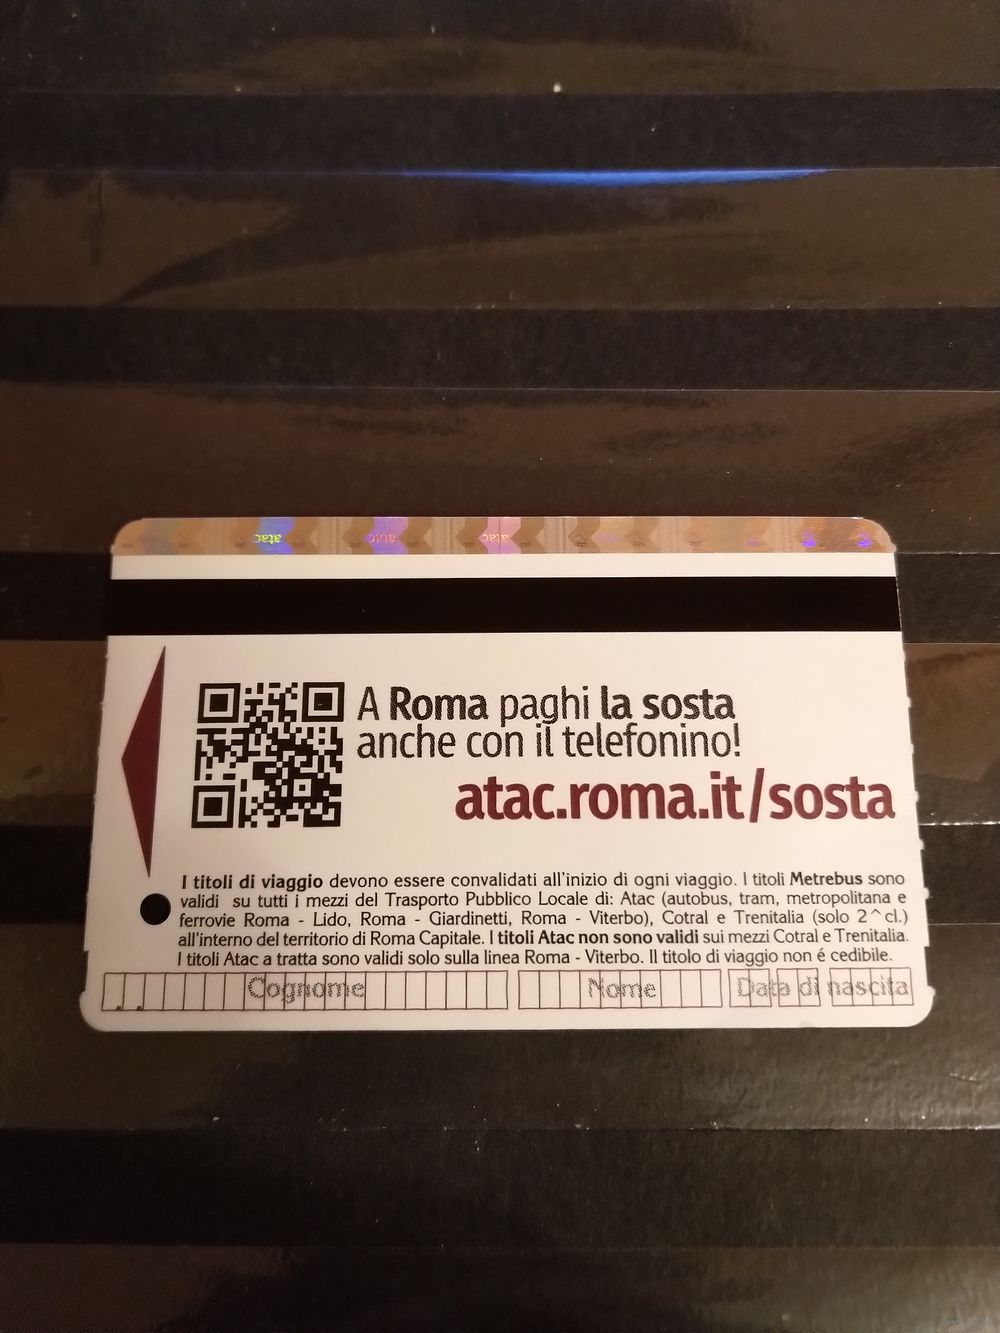 atac atac atac
A Roma paghi la sosta
anche con il telefonino!
atac.roma.it/sosta
I titoli di viaggio devono essere convalidati all'inizio di ogni viaggio. I titoli Metrebus sono
validi su tutti i mezzi del Trasporto Pubblico Locale di: Atac (autobus, tram, metropolitana e
ferrovie Roma - Lido, Roma - Giardinetti, Roma - Viterbo), Cotral e Trenitalia (solo 2^cl.)
all'interno del territorio di Roma Capitale. I titoli Atac non sono validi sui mezzi Cotral e Trenitalia.
I titoli Atac a tratta sono validi solo sulla linea Roma - Viterbo. Il titolo di viaggio non é cedibile.
Cognome Nome Data di nascita